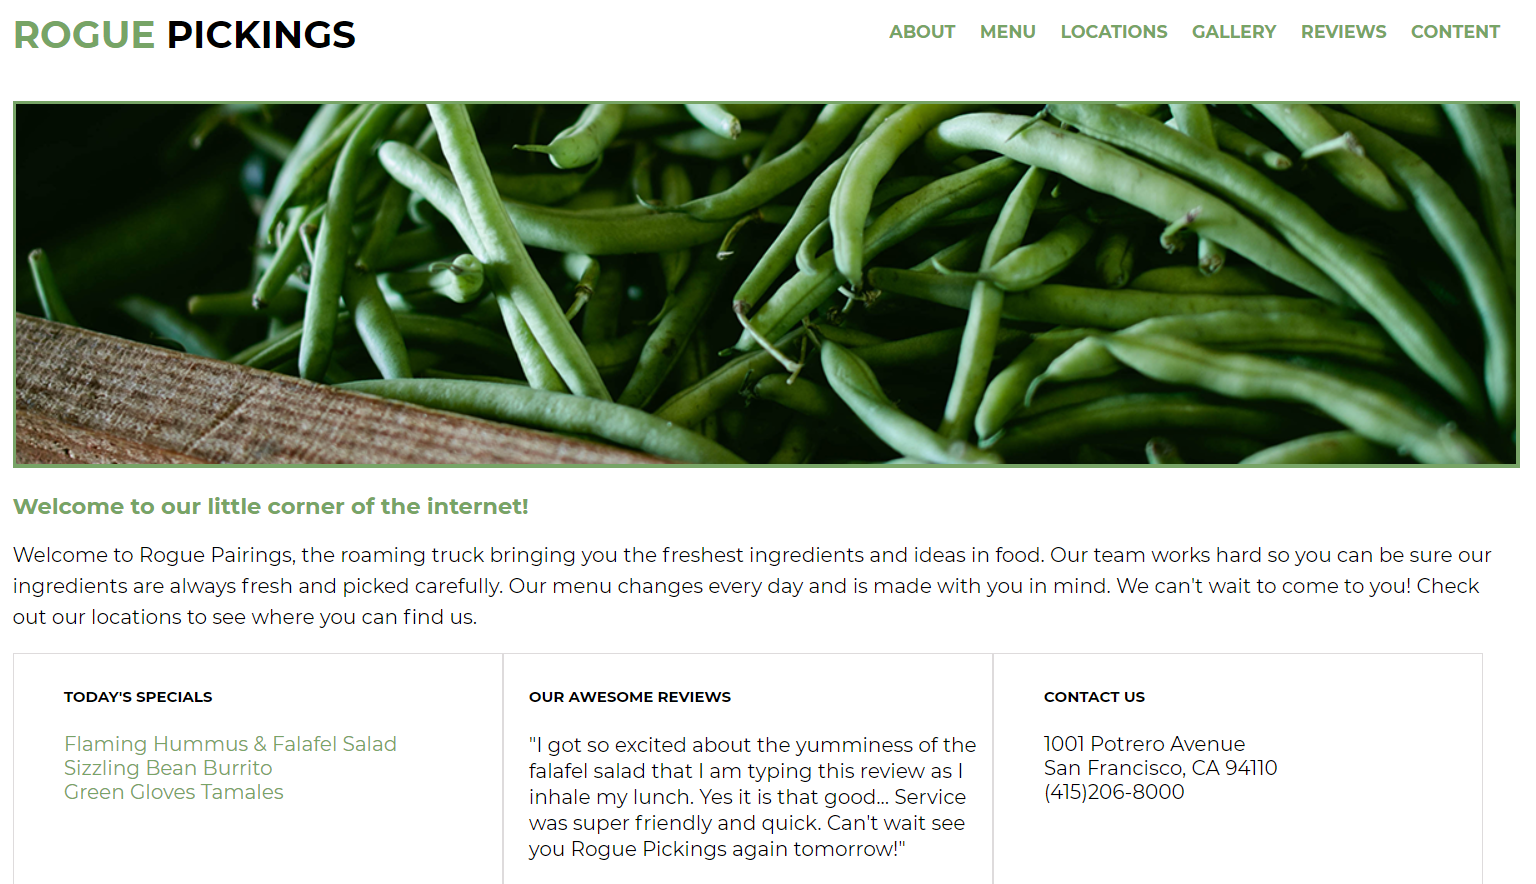 ROGUE PICKINGS
ABOUT MENU LOCATIONS GALLERY REVIEWS CONTENT
Welcome to our little corner of the internet!
Welcome to Rogue Pairings, the roaming truck bringing you the freshest ingredients and ideas in food. Our team works hard so you can be sure our
ingredients are always fresh and picked carefully. Our menu changes every day and is made with you in mind. We can't wait to come to you! Check
out our locations to see where you can find us.
TODAY'S SPECIALS
Flaming Hummus & Falafel Salad
Sizzling Bean Burrito
Green Gloves Tamales
OUR AWESOME REVIEWS
"I got so excited about the yumminess of the
falafel salad that I am typing this review as I
inhale my lunch. Yes it is that good... Service
was super friendly and quick. Can't wait see
you Rogue Pickings again tomorrow!"
CONTACT US
1001 Potrero Avenue
San Francisco, CA 94110
(415)206-8000